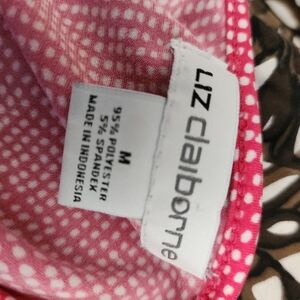 LIZ claiborne
M
95% POLYESTER
5% SPANDEX
MADE IN INDONESIA